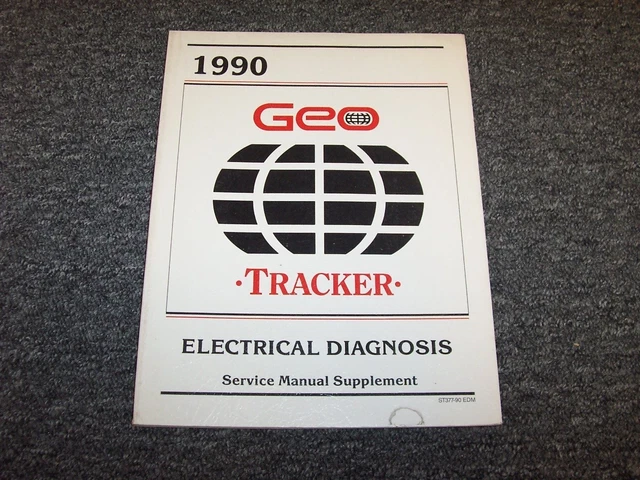 1990
Geo
·TRACKER·
ELECTRICAL DIAGNOSIS
Service Manual Supplement
ST377-90 EDM